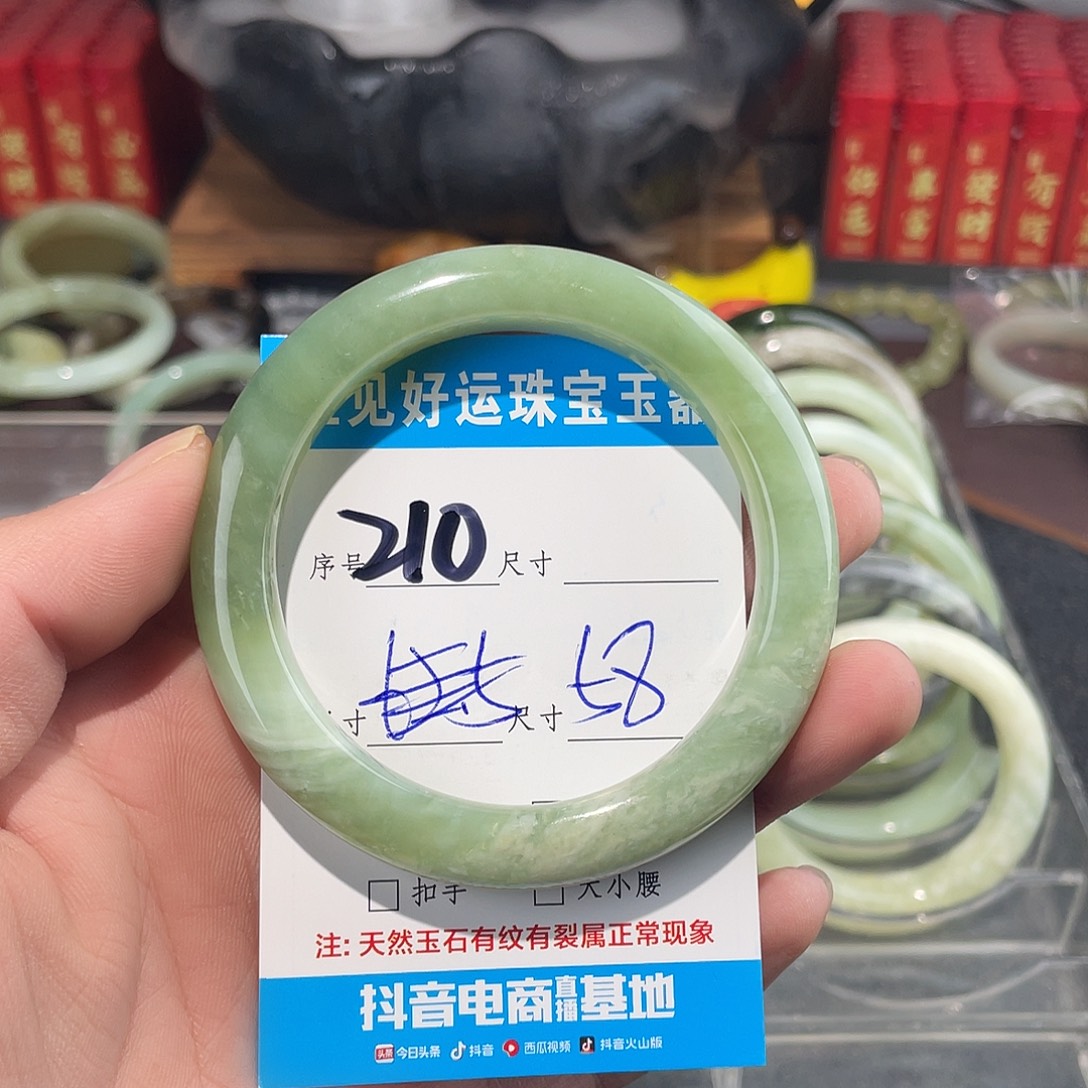 见好运珠宝玉器
序号 210 尺寸
寸 尺寸 58
扣手 大小腰
注: 天然玉石有纹有裂属正常现象
抖音电商直播基地
头条 今日头条 抖音 西瓜视频 抖音火山版